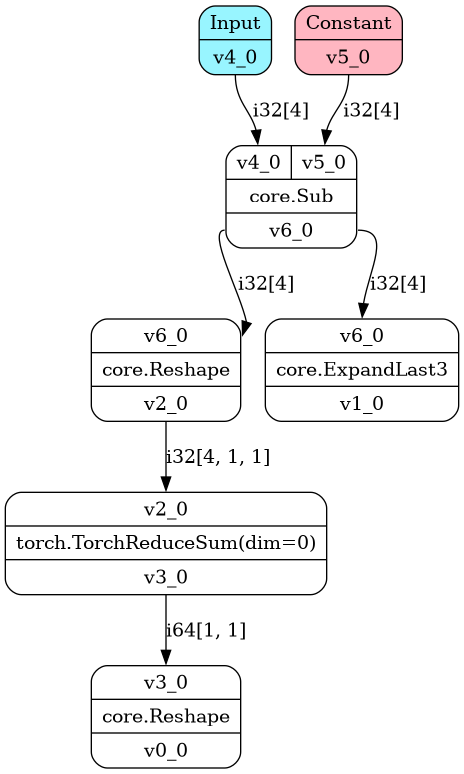 Input
v4_0
Constant
v5_0
i32[4]
i32[4]
v4_0
v5_0
core.Sub
v6_0
i32[4]
i32[4]
v6_0
core.Reshape
v2_0
v6_0
core.ExpandLast3
v1_0
i32[4, 1, 1]
v2_0
torch.TorchReduceSum(dim=0)
v3_0
i64[1, 1]
v3_0
core.Reshape
v0_0